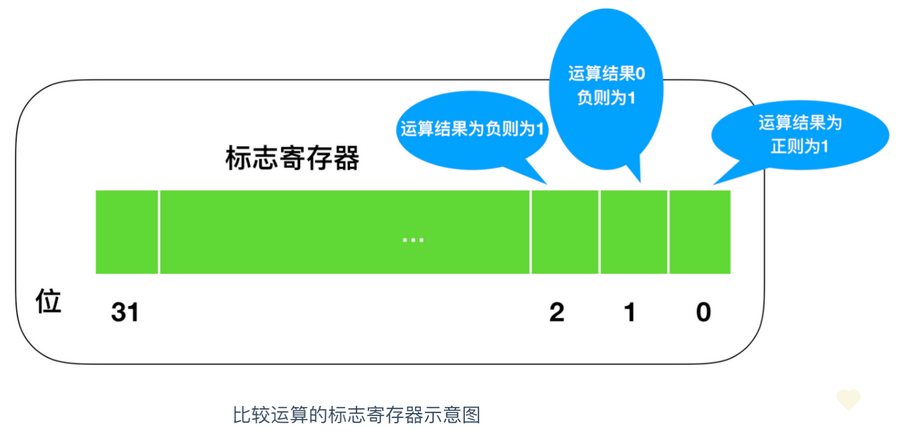 运算结果0
负则为1
运算结果为负则为1
运算结果为
正则为1
标志寄存器
...
位 31 2 1 0
比较运算的标志寄存器示意图